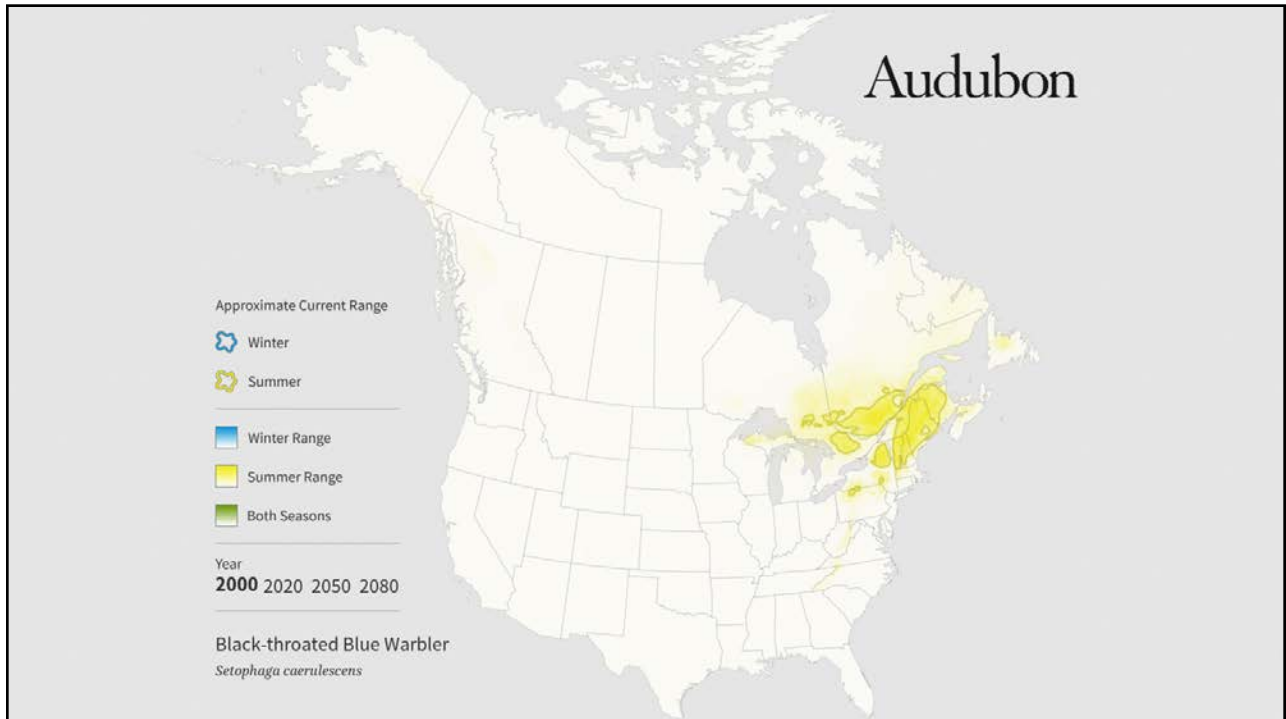 Audubon
Approximate Current Range
Winter
Summer
Winter Range
Summer Range
Both Seasons
Year
2000 2020 2050 2080
Black-throated Blue Warbler
Setophaga caerulescens